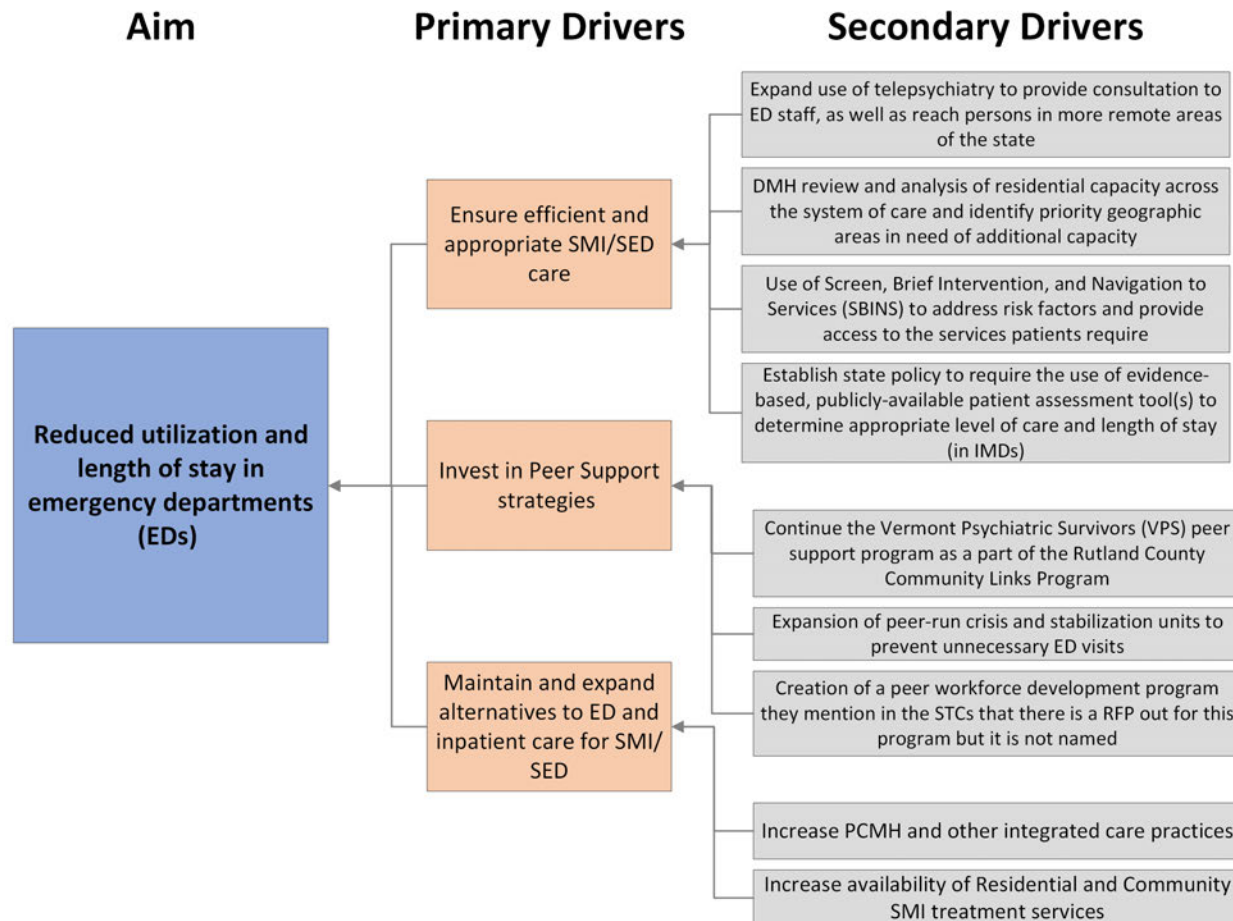 Aim
Primary Drivers
Secondary Drivers
Reduced utilization and
length of stay in
emergency departments
(EDs)
Ensure efficient and
appropriate SMI/SED
care
Invest in Peer Support
strategies
Maintain and expand
alternatives to ED and
inpatient care for SMI/
SED
Expand use of telepsychiatry to provide consultation to
ED staff, as well as reach persons in more remote areas
of the state
DMH review and analysis of residential capacity across
the system of care and identify priority geographic
areas in need of additional capacity
Use of Screen, Brief Intervention, and Navigation to
Services (SBINS) to address risk factors and provide
access to the services patients require
Establish state policy to require the use of evidence-
based, publicly-available patient assessment tool(s) to
determine appropriate level of care and length of stay
(in IMDs)
Continue the Vermont Psychiatric Survivors (VPS) peer
support program as a part of the Rutland County
Community Links Program
Expansion of peer-run crisis and stabilization units to
prevent unnecessary ED visits
Creation of a peer workforce development program
they mention in the STCs that there is a RFP out for this
program but it is not named
Increase PCMH and other integrated care practices
Increase availability of Residential and Community
SMI treatment services